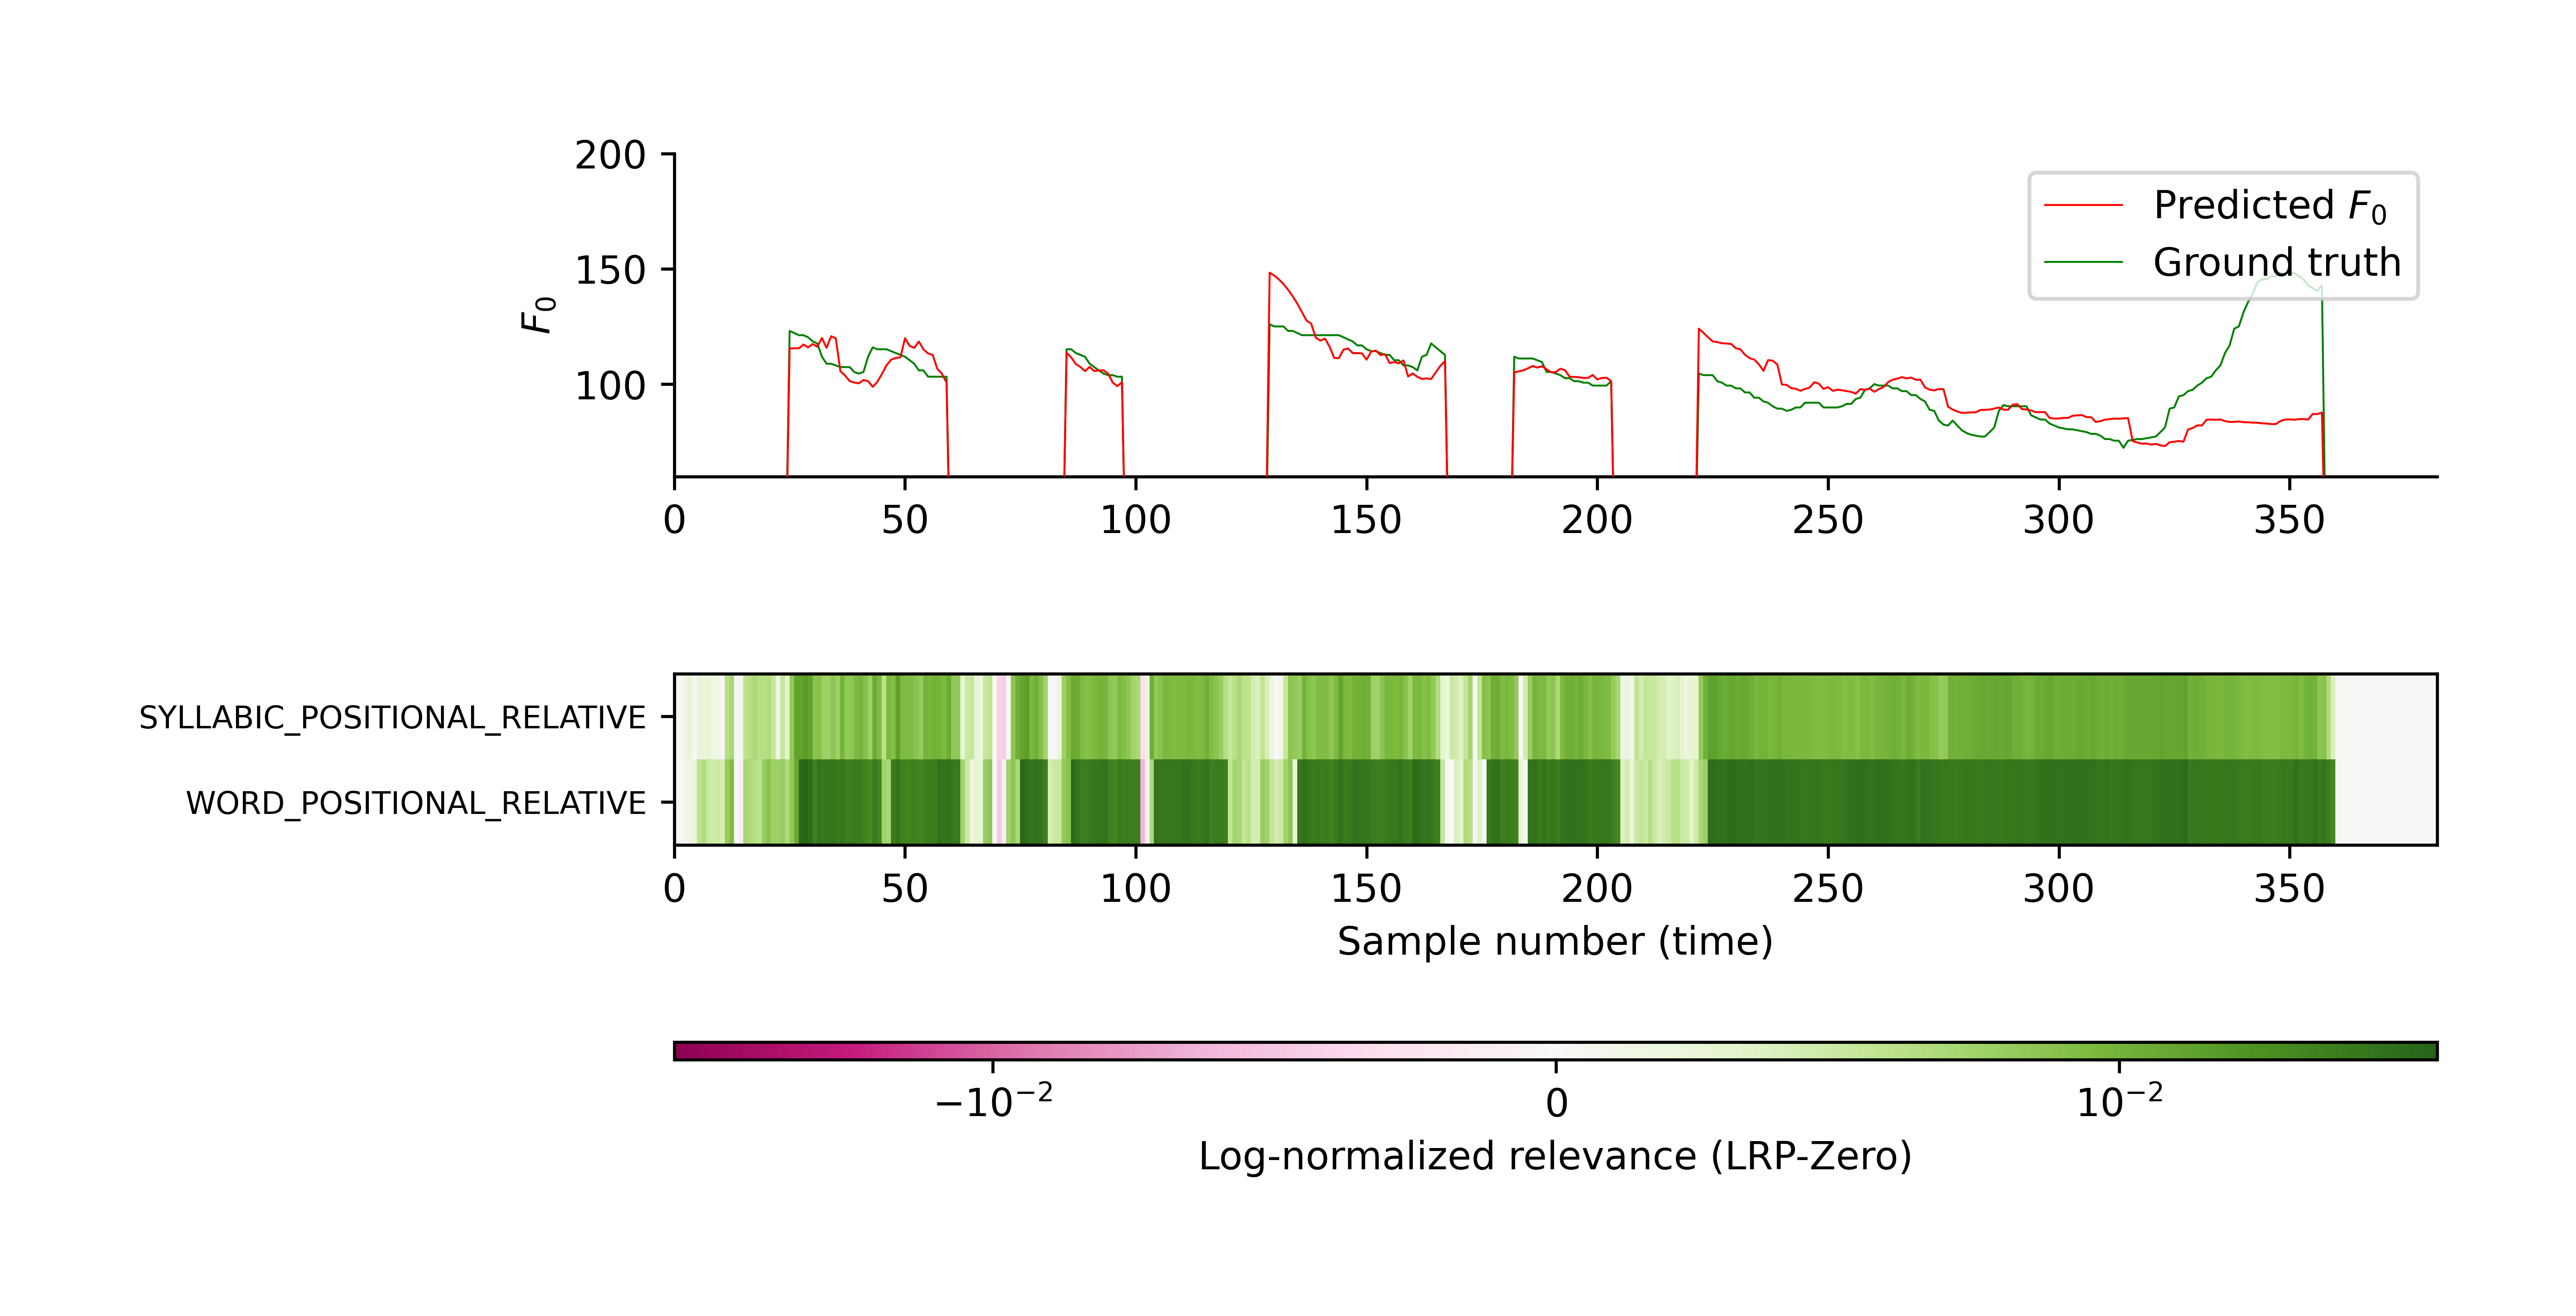 200
150
100
F₀
Predicted F₀
Ground truth
0 50 100 150 200 250 300 350
SYLLABIC_POSITIONAL_RELATIVE
WORD_POSITIONAL_RELATIVE
0 50 100 150 200 250 300 350
Sample number (time)
−10⁻² 0 10⁻²
Log-normalized relevance (LRP-Zero)